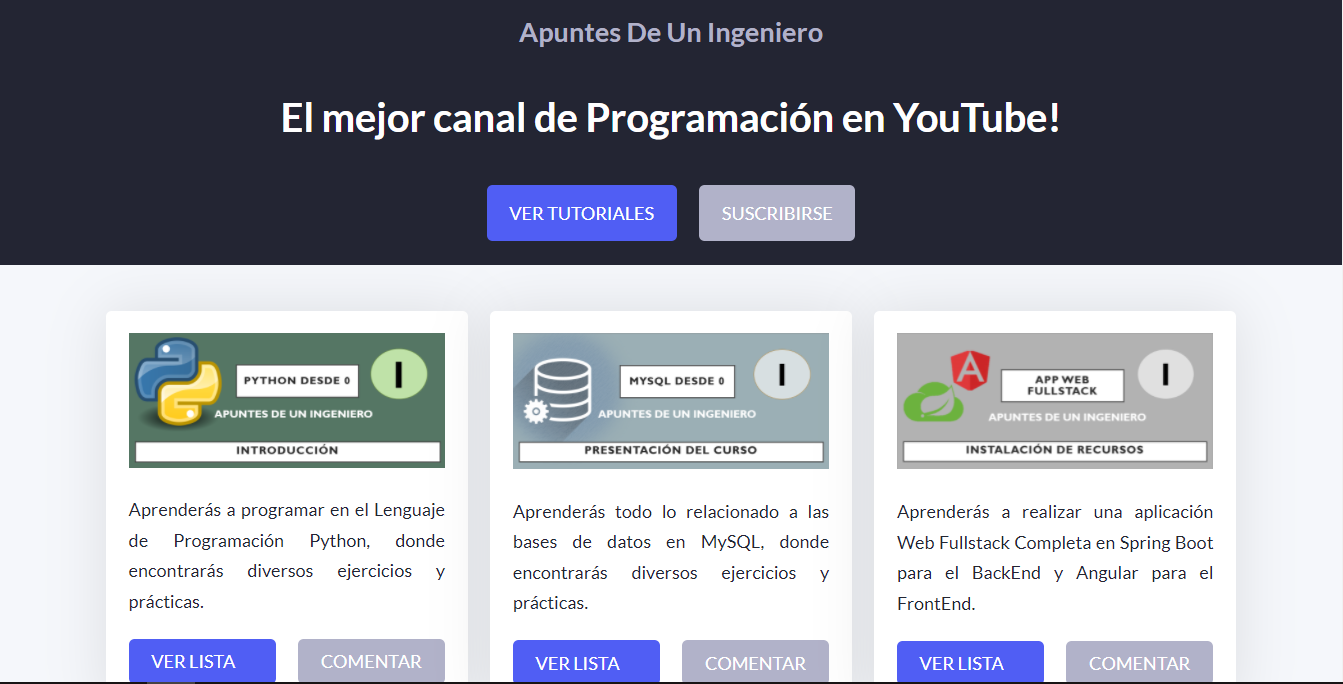 Apuntes De Un Ingeniero
El mejor canal de Programación en YouTube!
VER TUTORIALES
SUSCRIBIRSE
PYTHON DESDE 0
I
APUNTES DE UN INGENIERO
INTRODUCCIÓN
Aprenderás a programar en el Lenguaje
de Programación Python, donde
encontrarás diversos ejercicios y
prácticas.
VER LISTA
COMENTAR
MYSQL DESDE 0
I
APUNTES DE UN INGENIERO
PRESENTACIÓN DEL CURSO
Aprenderás todo lo relacionado a las
bases de datos en MySQL, donde
encontrarás diversos ejercicios y
prácticas.
VER LISTA
COMENTAR
A
APP WEB
FULLSTACK
I
APUNTES DE UN INGENIERO
INSTALACIÓN DE RECURSOS
Aprenderás a realizar una aplicación
Web Fullstack Completa en Spring Boot
para el BackEnd y Angular para el
FrontEnd.
VER LISTA
COMENTAR